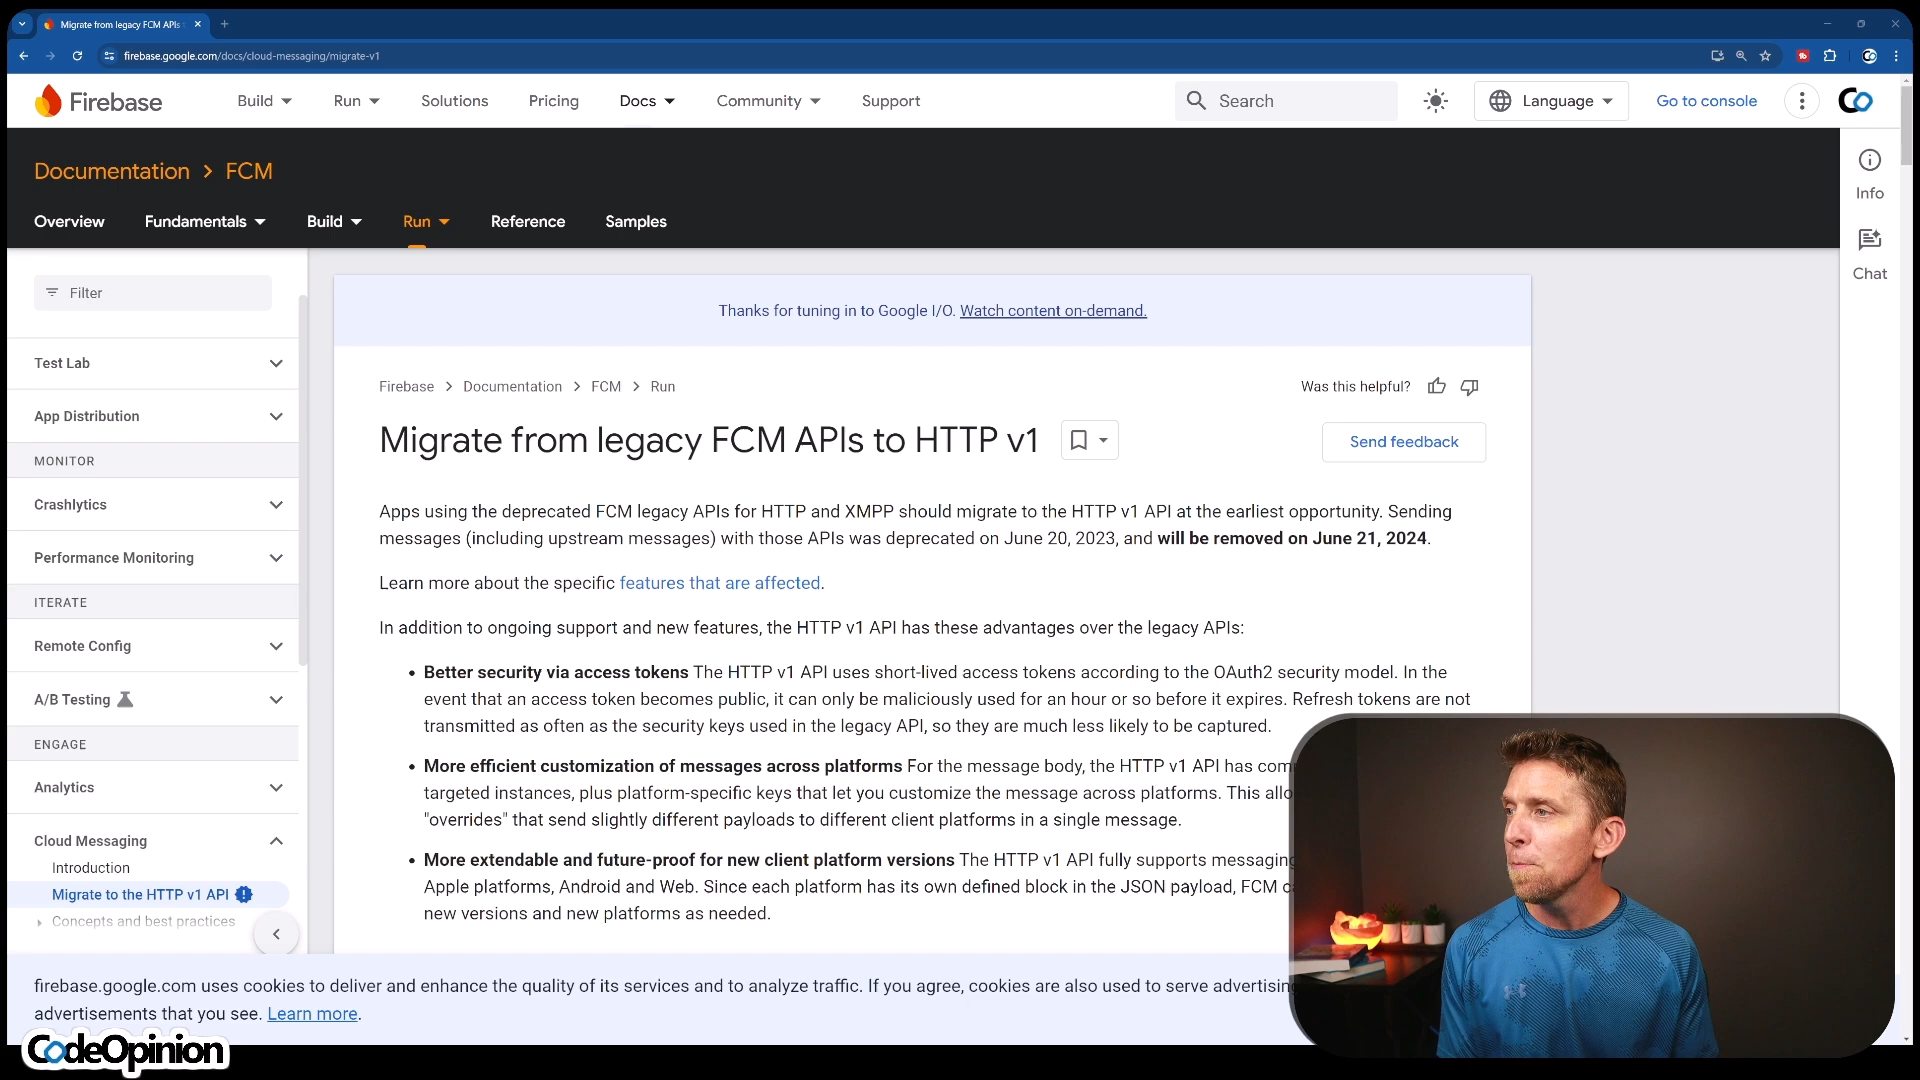 Migrate from legacy FCM APIs
firebase.google.com/docs/cloud-messaging/migrate-v1
Firebase
Build
Run
Solutions
Pricing
Docs
Community
Support
Search
Language
Go to console
Documentation > FCM
Overview
Fundamentals
Build
Run
Reference
Samples
Info
Chat
Filter
Test Lab
App Distribution
MONITOR
Crashlytics
Performance Monitoring
ITERATE
Remote Config
A/B Testing
ENGAGE
Analytics
Cloud Messaging
Introduction
Migrate to the HTTP v1 API
Concepts and best practices
Thanks for tuning in to Google I/O. Watch content on-demand.
Firebase > Documentation > FCM > Run
Was this helpful?
Migrate from legacy FCM APIs to HTTP v1
Send feedback
Apps using the deprecated FCM legacy APIs for HTTP and XMPP should migrate to the HTTP v1 API at the earliest opportunity. Sending
messages (including upstream messages) with those APIs was deprecated on June 20, 2023, and will be removed on June 21, 2024.
Learn more about the specific features that are affected.
In addition to ongoing support and new features, the HTTP v1 API has these advantages over the legacy APIs:
• Better security via access tokens The HTTP v1 API uses short-lived access tokens according to the OAuth2 security model. In the
event that an access token becomes public, it can only be maliciously used for an hour or so before it expires. Refresh tokens are not
transmitted as often as the security keys used in the legacy API, so they are much less likely to be captured.
• More efficient customization of messages across platforms For the message body, the HTTP v1 API has com
targeted instances, plus platform-specific keys that let you customize the message across platforms. This allo
"overrides" that send slightly different payloads to different client platforms in a single message.
• More extendable and future-proof for new client platform versions The HTTP v1 API fully supports messaging
Apple platforms, Android and Web. Since each platform has its own defined block in the JSON payload, FCM c
new versions and new platforms as needed.
firebase.google.com uses cookies to deliver and enhance the quality of its services and to analyze traffic. If you agree, cookies are also used to serve advertising
advertisements that you see. Learn more.
CodeOpinion